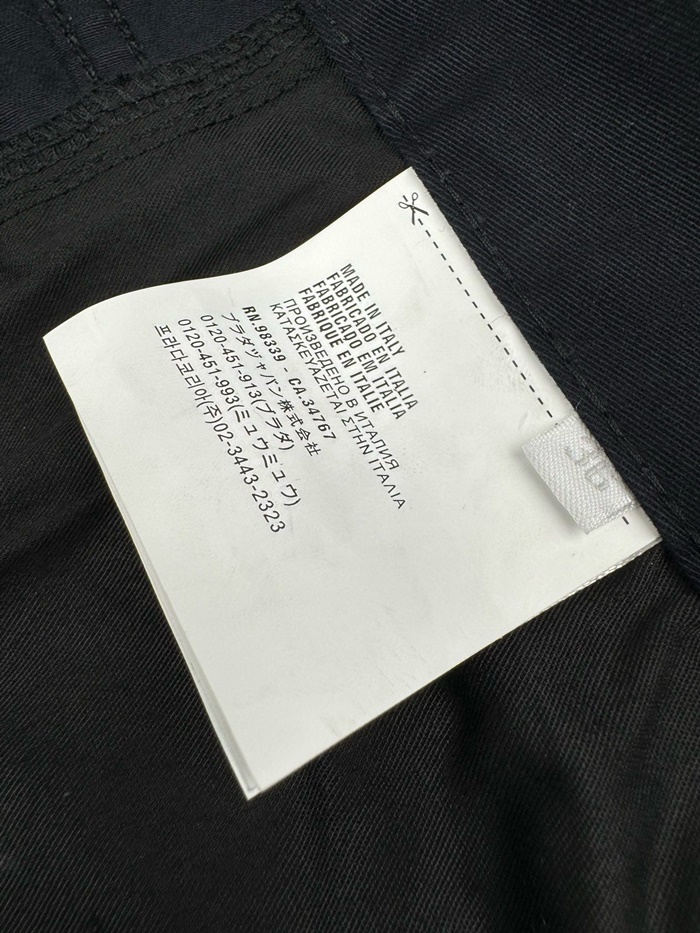 MADE IN ITALY
FABRICADO EN ITALIA
FABRICADO EM ITALIA
FABRIQUE EN ITALIE
ПРОИЗВЕДЕНО В ИТАЛИЯ
ΚΑΤΑΣΚΕΥΑΖΕΤΑΙ ΣΤΗΝ ΙΤΑΛΙΑ
RN.98339 - CA.34767
プラダジャパン株式会社
0120-451-913(プラダ)
0120-451-993(ミュウミュウ)
프라다코리아(주)02-3443-2323
36